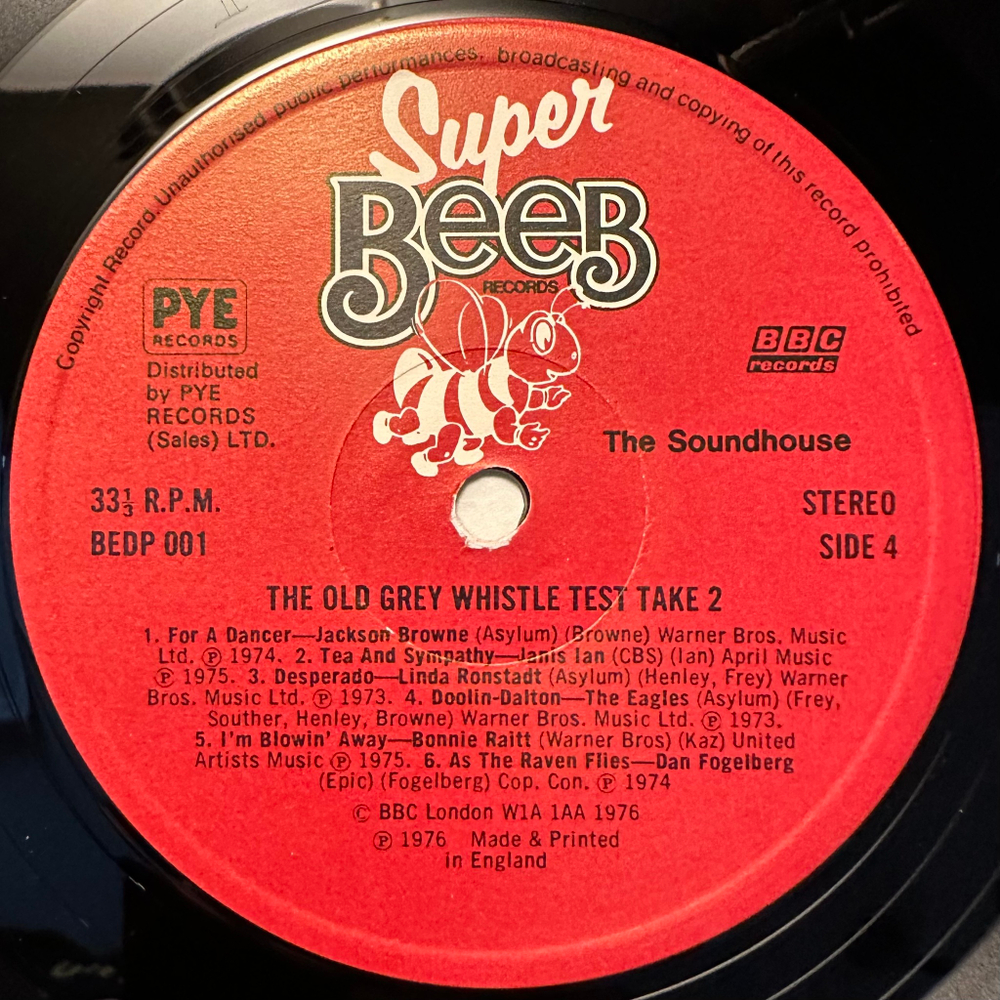 Copyright Record. Unauthorised public performances, broadcasting and copying of this record prohibited
Super
BeeB
RECORDS
PYE
RECORDS
Distributed
by PYE
RECORDS
(Sales) LTD.
BBC
records
The Soundhouse
33⅓ R.P.M.
BEDP 001
STEREO
SIDE 4
THE OLD GREY WHISTLE TEST TAKE 2
1. For A Dancer—Jackson Browne (Asylum) (Browne) Warner Bros. Music
Ltd. ℗ 1974. 2. Tea And Sympathy—Janis Ian (CBS) (Ian) April Music
℗ 1975. 3. Desperado—Linda Ronstadt (Asylum) (Henley, Frey) Warner
Bros. Music Ltd. ℗ 1973. 4. Doolin-Dalton—The Eagles (Asylum) (Frey,
Souther, Henley, Browne) Warner Bros. Music Ltd. ℗ 1973.
5. I'm Blowin' Away—Bonnie Raitt (Warner Bros) (Kaz) United
Artists Music ℗ 1975. 6. As The Raven Flies—Dan Fogelberg
(Epic) (Fogelberg) Cop. Con. ℗ 1974
© BBC London W1A 1AA 1976
℗ 1976 Made & Printed
in England